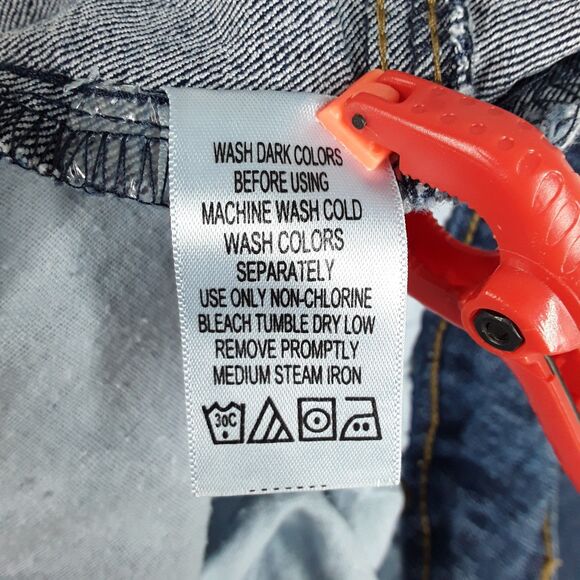 WASH DARK COLORS
BEFORE USING
MACHINE WASH COLD
WASH COLORS
SEPARATELY
USE ONLY NON-CHLORINE
BLEACH TUMBLE DRY LOW
REMOVE PROMPTLY
MEDIUM STEAM IRON
30C